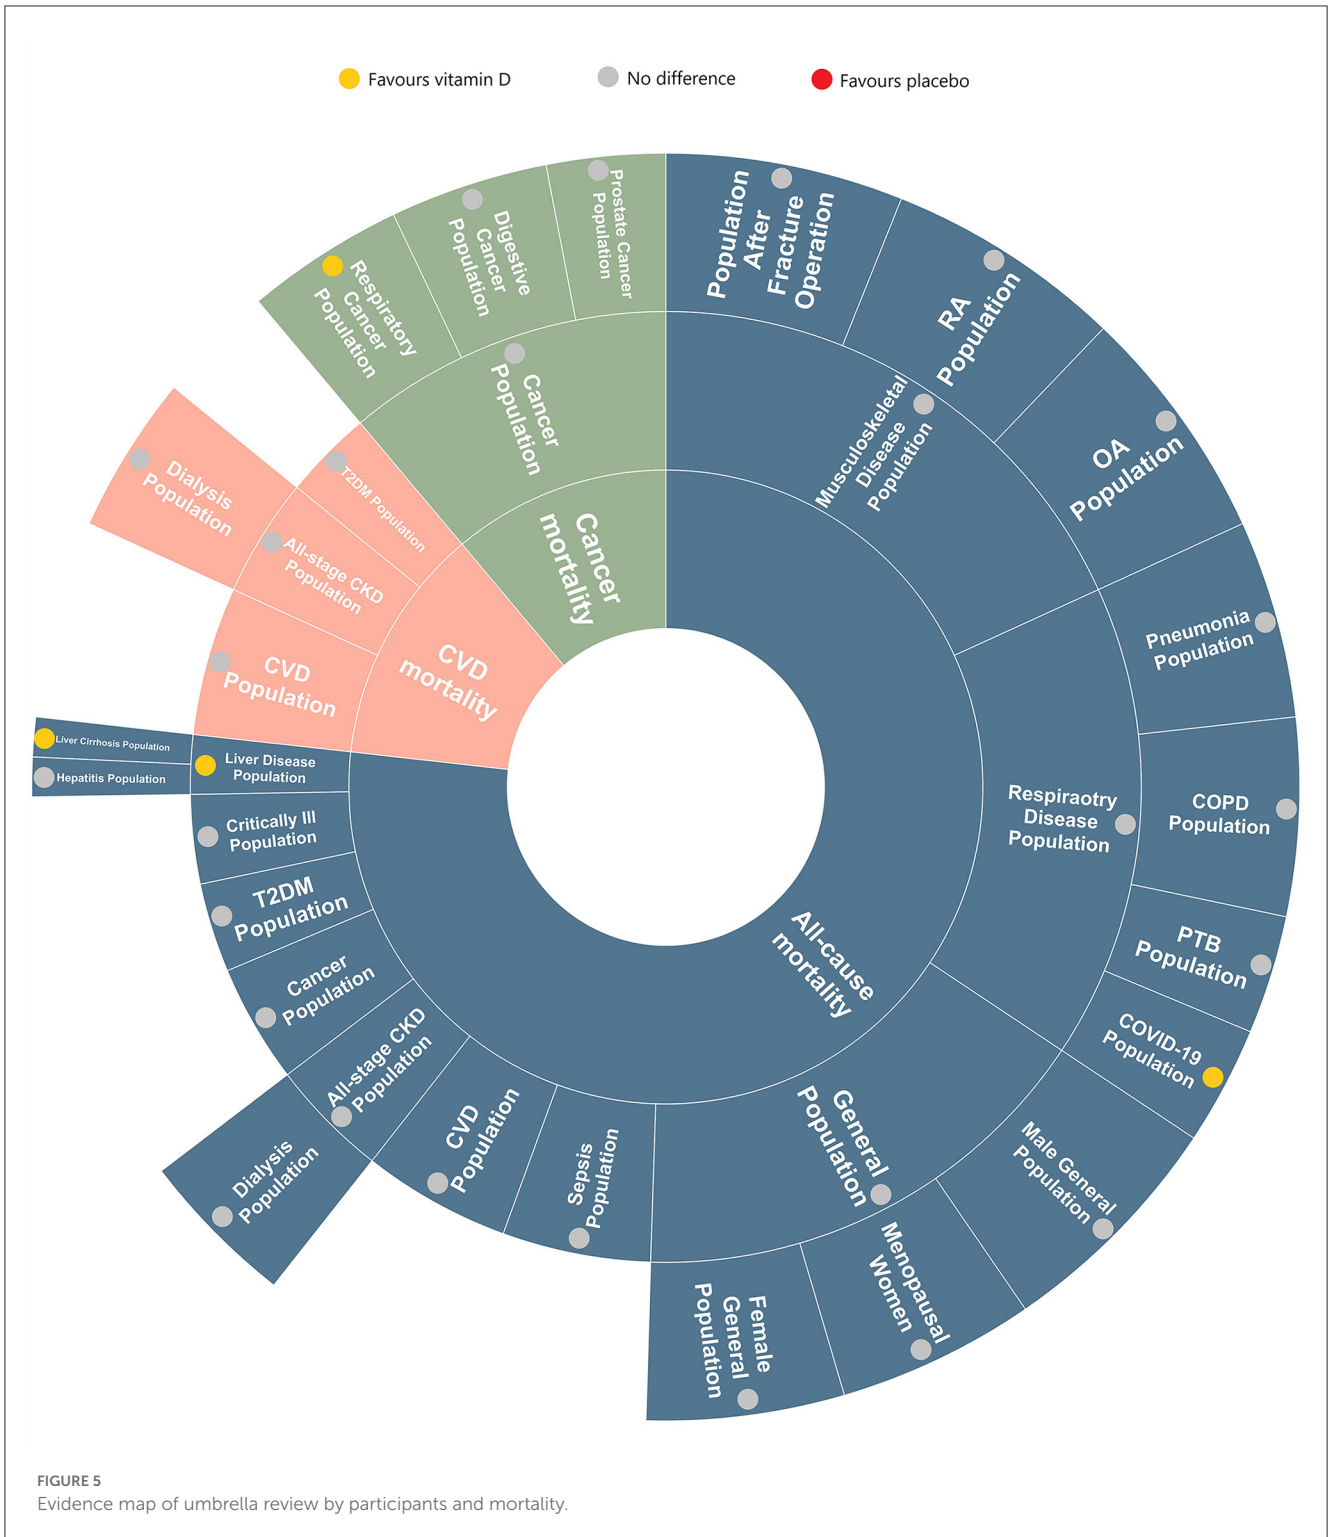 Favours vitamin D
No difference
Favours placebo
Population
After
Fracture
Operation
RA
Population
OA
Population
Musculoskeletal
Disease
Population
Pneumonia
Population
COPD
Population
PTB
Population
COVID-19
Population
Respiraotry
Disease
Population
Male General
Population
Menopausal
Women
Female
General
Population
General
Population
All-cause
mortality
Sepsis
Population
CVD
Population
All-stage CKD
Population
Dialysis
Population
Cancer
Population
T2DM
Population
Critically Ill
Population
Liver Disease
Population
Hepatitis Population
Liver Cirrhosis Population
CVD
mortality
CVD
Population
All-stage CKD
Population
Dialysis
Population
T2DM Population
Cancer
mortality
Cancer
Population
Respiratory
Cancer
Population
Digestive
Cancer
Population
Prostate Cancer
Population
FIGURE 5
Evidence map of umbrella review by participants and mortality.